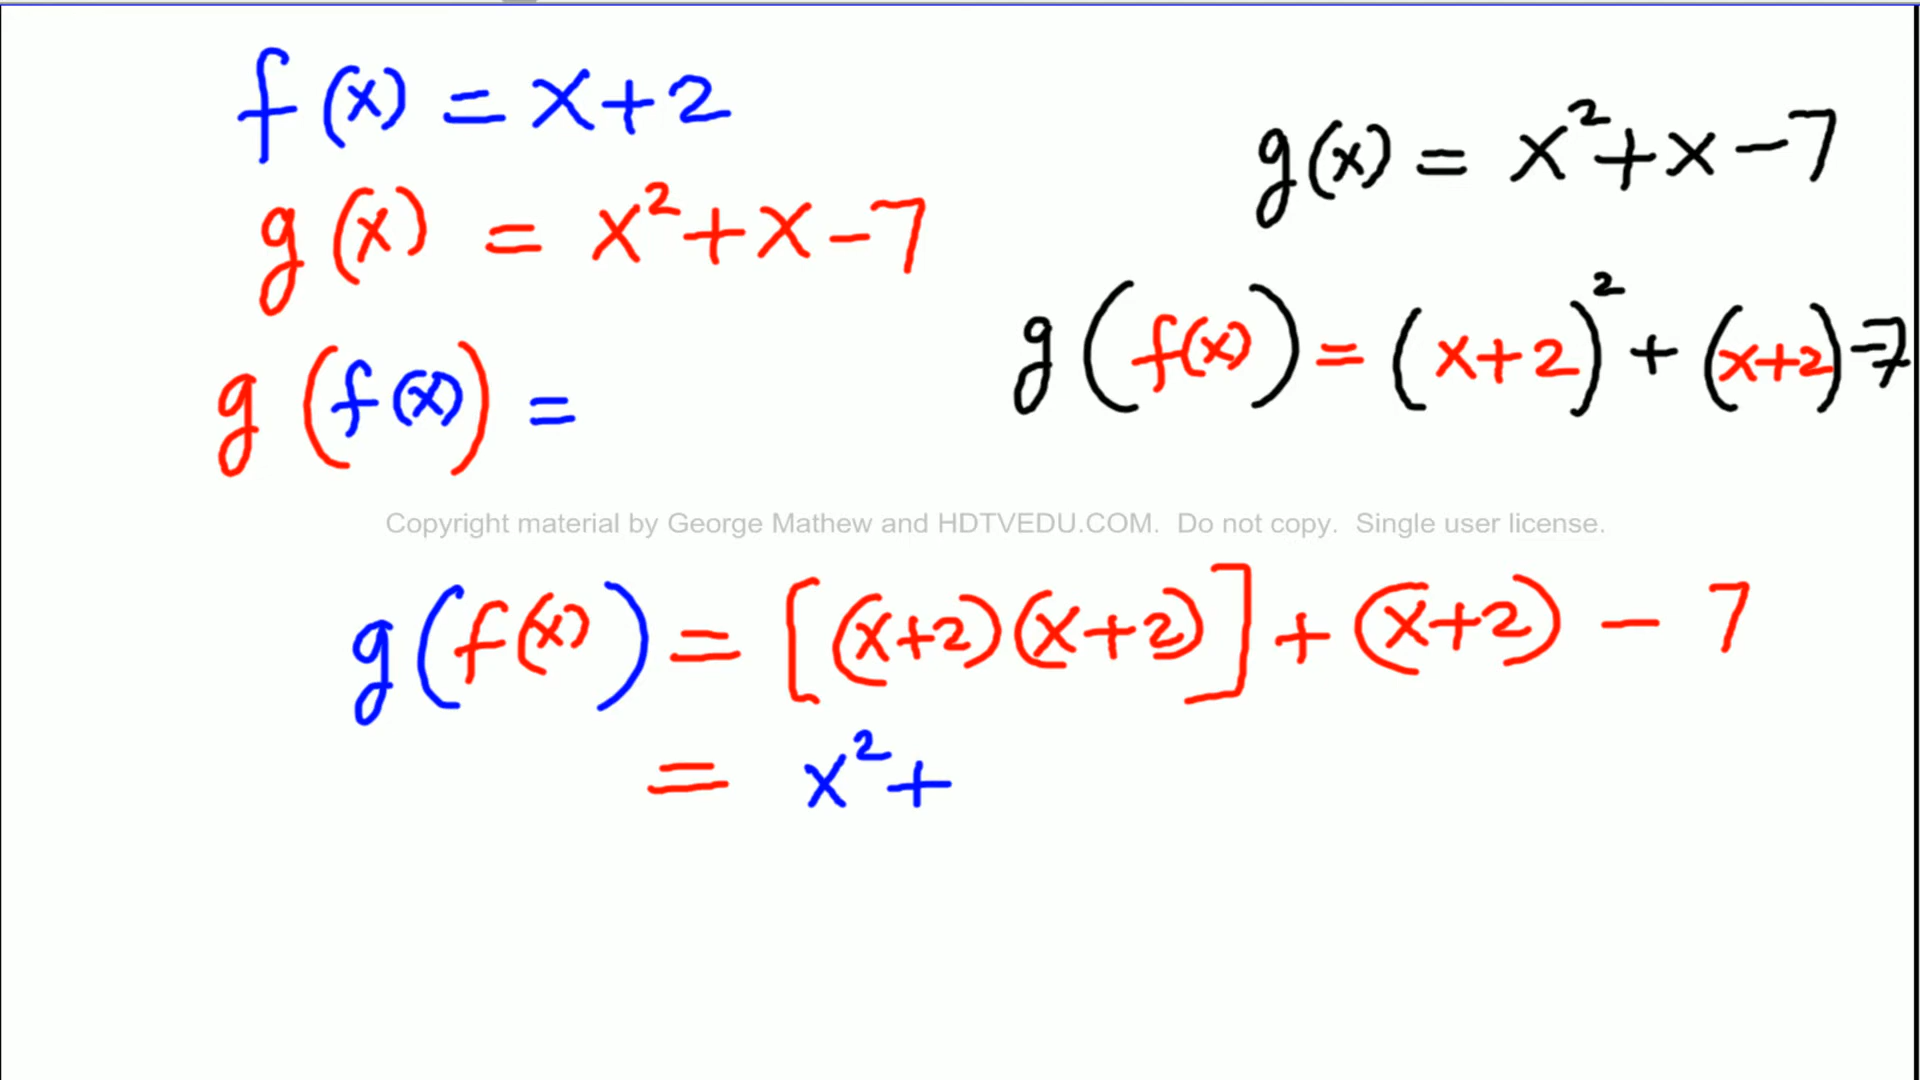 f(x) = x+2
g(x) = x²+x-7
g(x) = x²+x-7
g(f(x)) = (x+2)² + (x+2) - 7
g(f(x)) =
Copyright material by George Mathew and HDTVEDU.COM. Do not copy. Single user license.
g(f(x)) = [(x+2)(x+2)] + (x+2) - 7
= x²+